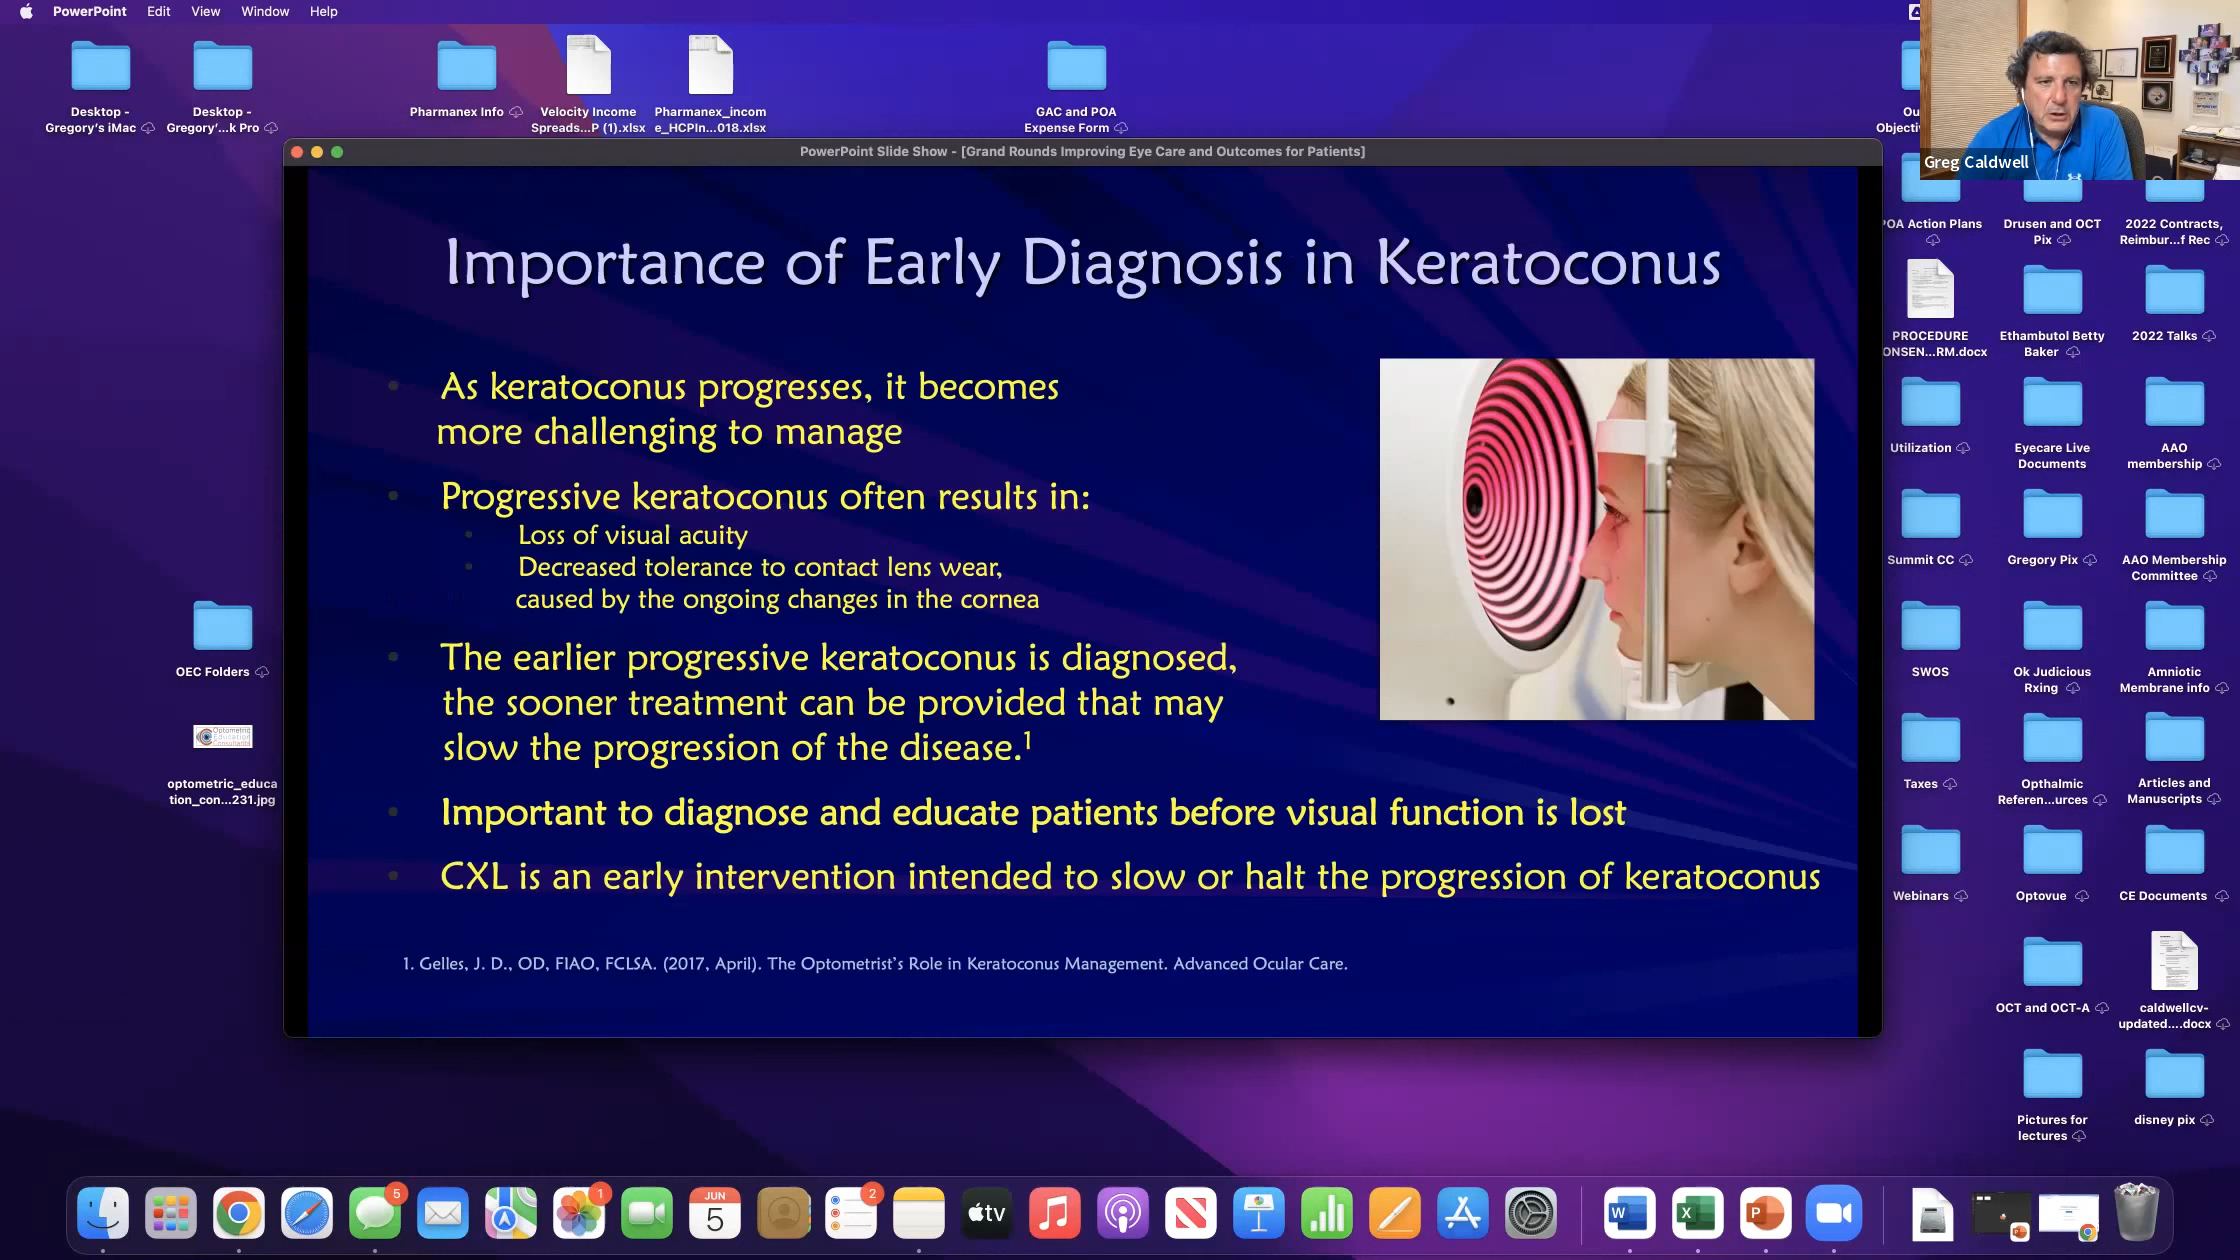 PowerPoint Edit View Window Help
Desktop -
Gregory's iMac
Desktop -
Gregory'...k Pro
Pharmanex Info
Velocity Income
Spreads...P (1).xlsx
Pharmanex_incom
e_HCPIn...018.xlsx
GAC and POA
Expense Form
Ou
Objecti
Greg Caldwell
PowerPoint Slide Show - [Grand Rounds Improving Eye Care and Outcomes for Patients]
Importance of Early Diagnosis in Keratoconus
As keratoconus progresses, it becomes
more challenging to manage
Progressive keratoconus often results in:
Loss of visual acuity
Decreased tolerance to contact lens wear,
caused by the ongoing changes in the cornea
The earlier progressive keratoconus is diagnosed,
the sooner treatment can be provided that may
slow the progression of the disease.1
Important to diagnose and educate patients before visual function is lost
CXL is an early intervention intended to slow or halt the progression of keratoconus
1. Gelles, J. D., OD, FIAO, FCLSA. (2017, April). The Optometrist's Role in Keratoconus Management. Advanced Ocular Care.
OEC Folders
Optometric
Education
Consultants
optometric_educa
tion_con...231.jpg
POA Action Plans
Drusen and OCT
Pix
2022 Contracts,
Reimbur...f Rec
PROCEDURE
ONSEN...RM.docx
Ethambutol Betty
Baker
2022 Talks
Utilization
Eyecare Live
Documents
AAO
membership
Summit CC
Gregory Pix
AAO Membership
Committee
SWOS
Ok Judicious
Rxing
Amniotic
Membrane info
Taxes
Opthalmic
Referen...urces
Articles and
Manuscripts
Webinars
Optovue
CE Documents
OCT and OCT-A
caldwellcv-
updated....docx
Pictures for
lectures
disney pix
5
1
JUN
5
2
tv
W
X
P